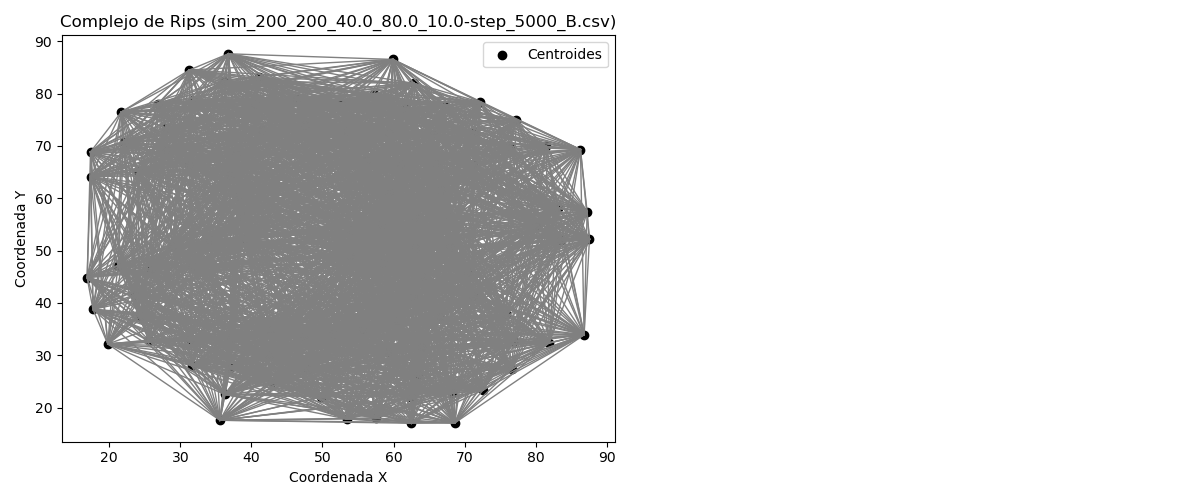 Complejo de Rips (sim_200_200_40.0_80.0_10.0-step_5000_B.csv)
Centroides
90
80
70
60
50
40
30
20
Coordenada Y
20 30 40 50 60 70 80 90
Coordenada X